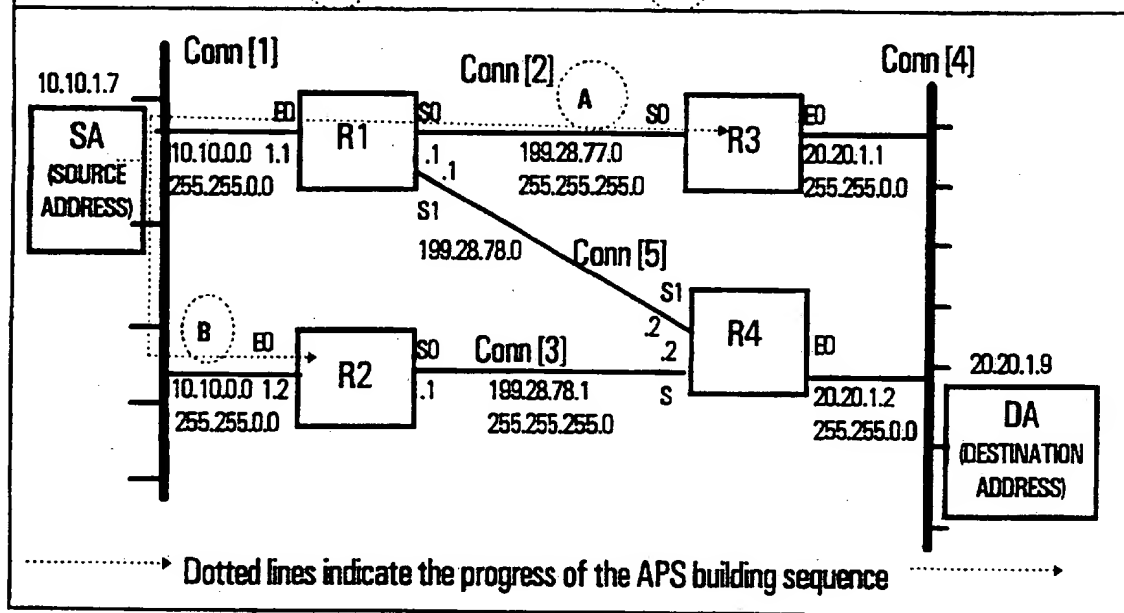 Conn [1]
Conn [2]
Conn [4]
10.10.1.7
SA
(SOURCE
ADDRESS)
E0
R1
S0
A
S0
R3
E0
10.10.0.0 1.1
255.255.0.0
.1
.1
S1
199.28.77.0
255.255.255.0
20.20.1.1
255.255.0.0
199.28.78.0
Conn [5]
S1
.2
.2
R4
E0
B
E0
R2
S0
Conn [3]
10.10.0.0 1.2
255.255.0.0
.1
199.28.78.1
255.255.255.0
S
20.20.1.2
255.255.0.0
20.20.1.9
DA
(DESTINATION
ADDRESS)
Dotted lines indicate the progress of the APS building sequence